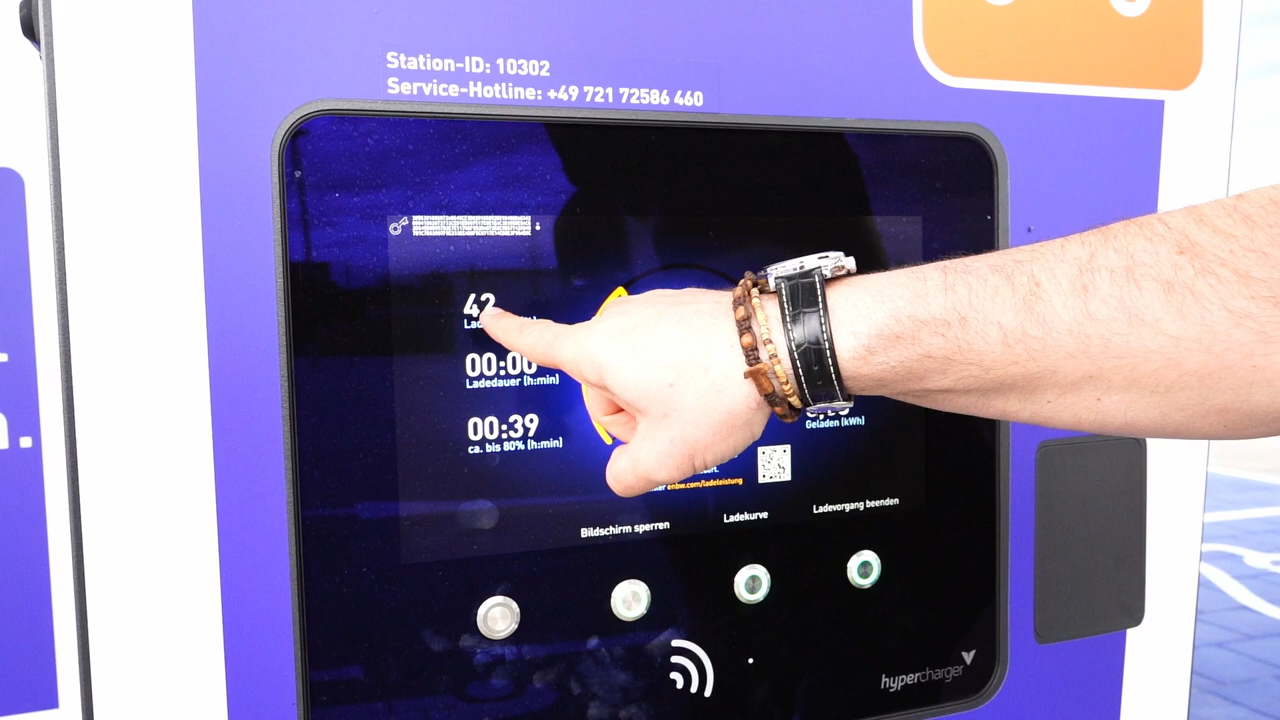 Station-ID: 10302
Service-Hotline: +49 721 72586 460
42
00:00
Ladedauer (h:min)
00:39
ca. bis 80% (h:min)
Geladen (kWh)
enbw.com/ladeleistung
Bildschirm sperren
Ladekurve
Ladevorgang beenden
hypercharger